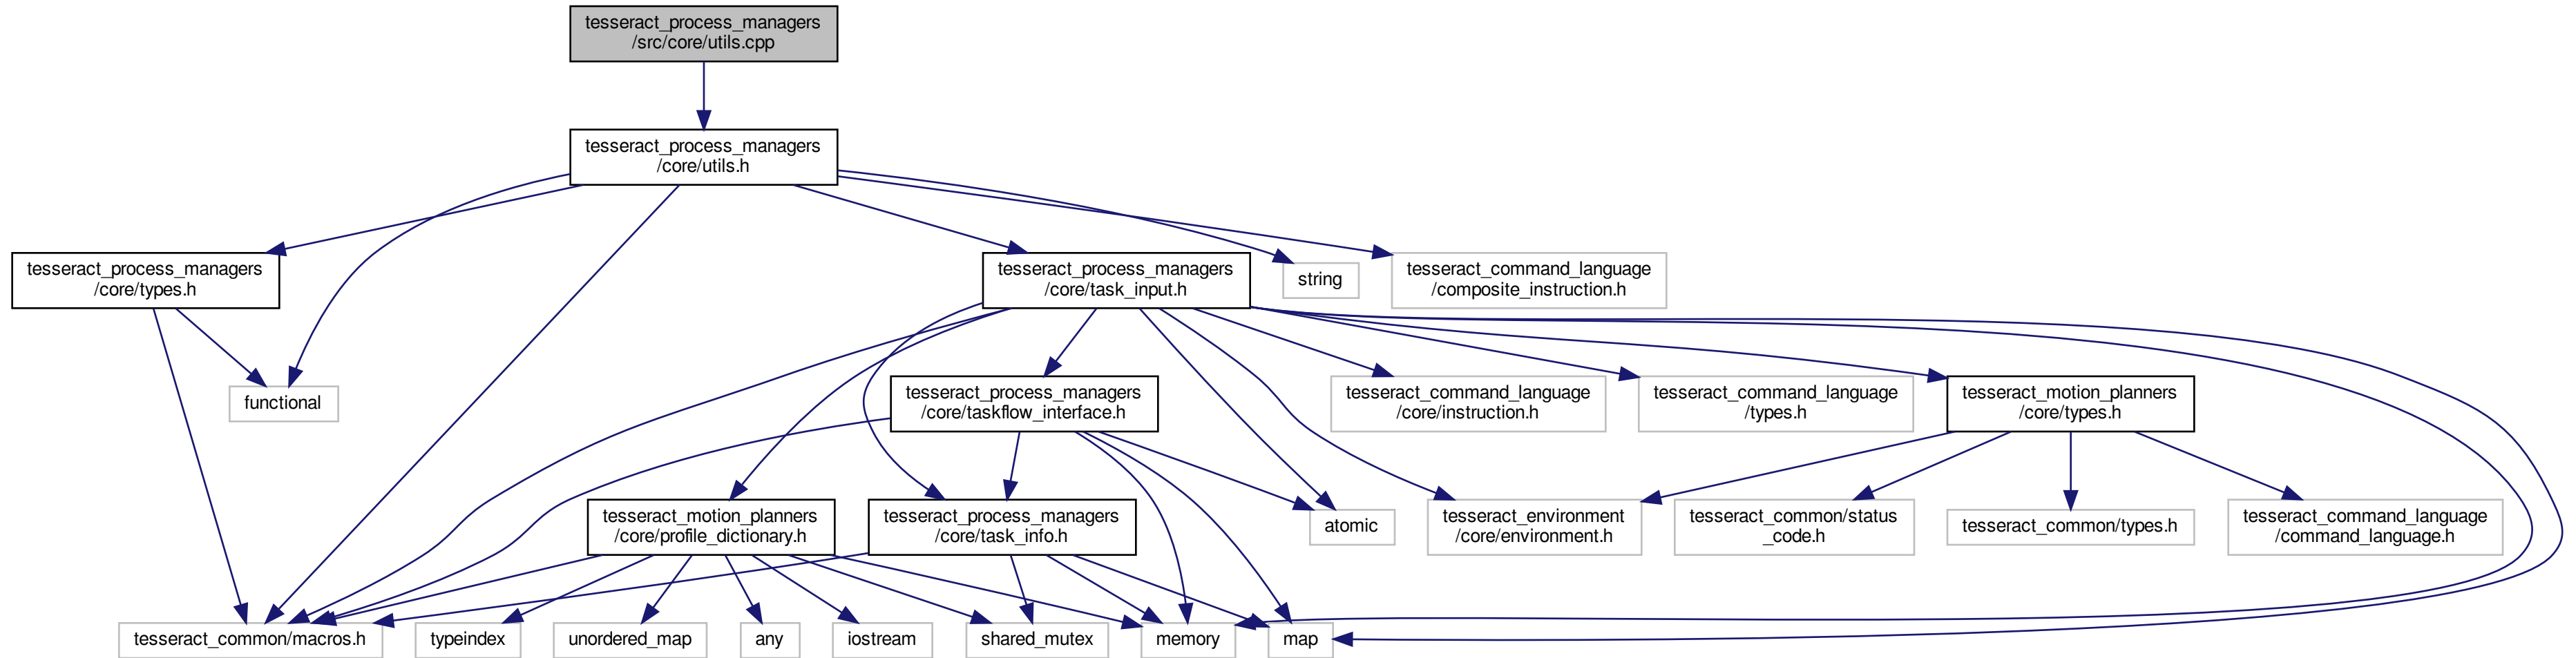 tesseract_process_managers
/src/core/utils.cpp
tesseract_process_managers
/core/utils.h
tesseract_process_managers
/core/types.h
tesseract_process_managers
/core/task_input.h
string
tesseract_command_language
/composite_instruction.h
functional
tesseract_process_managers
/core/taskflow_interface.h
tesseract_command_language
/core/instruction.h
tesseract_command_language
/types.h
tesseract_motion_planners
/core/types.h
tesseract_motion_planners
/core/profile_dictionary.h
tesseract_process_managers
/core/task_info.h
atomic
tesseract_environment
/core/environment.h
tesseract_common/status
_code.h
tesseract_common/types.h
tesseract_command_language
/command_language.h
tesseract_common/macros.h
typeindex
unordered_map
any
iostream
shared_mutex
memory
map